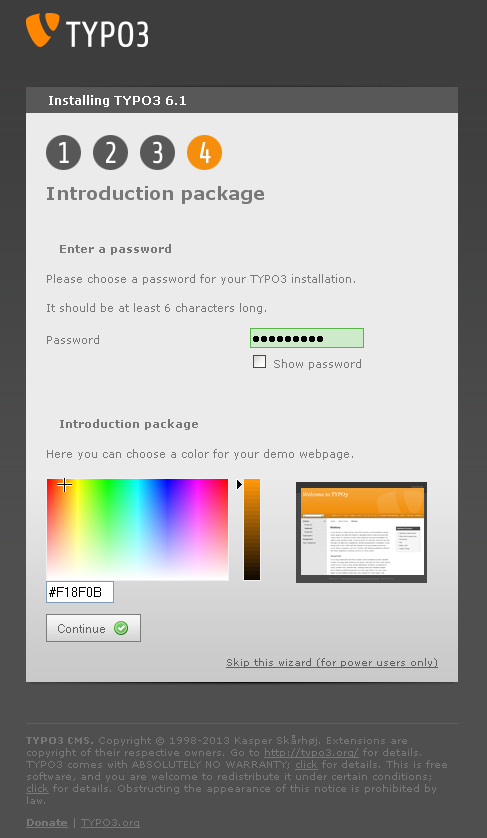 TYPO3
Installing TYPO3 6.1
1 2 3 4
Introduction package
Enter a password
Please choose a password for your TYPO3 installation.
It should be at least 6 characters long.
Password ●●●●●●●●●
Show password
Introduction package
Here you can choose a color for your demo webpage.
Welcome to TYPO3
#F18F0B
Continue
Skip this wizard (for power users only)
TYPO3 CMS. Copyright © 1998-2013 Kasper Skårhøj. Extensions are
copyright of their respective owners. Go to http://typo3.org/ for details.
TYPO3 comes with ABSOLUTELY NO WARRANTY; click for details. This is free
software, and you are welcome to redistribute it under certain conditions;
click for details. Obstructing the appearance of this notice is prohibited by
law.
Donate | TYPO3.org